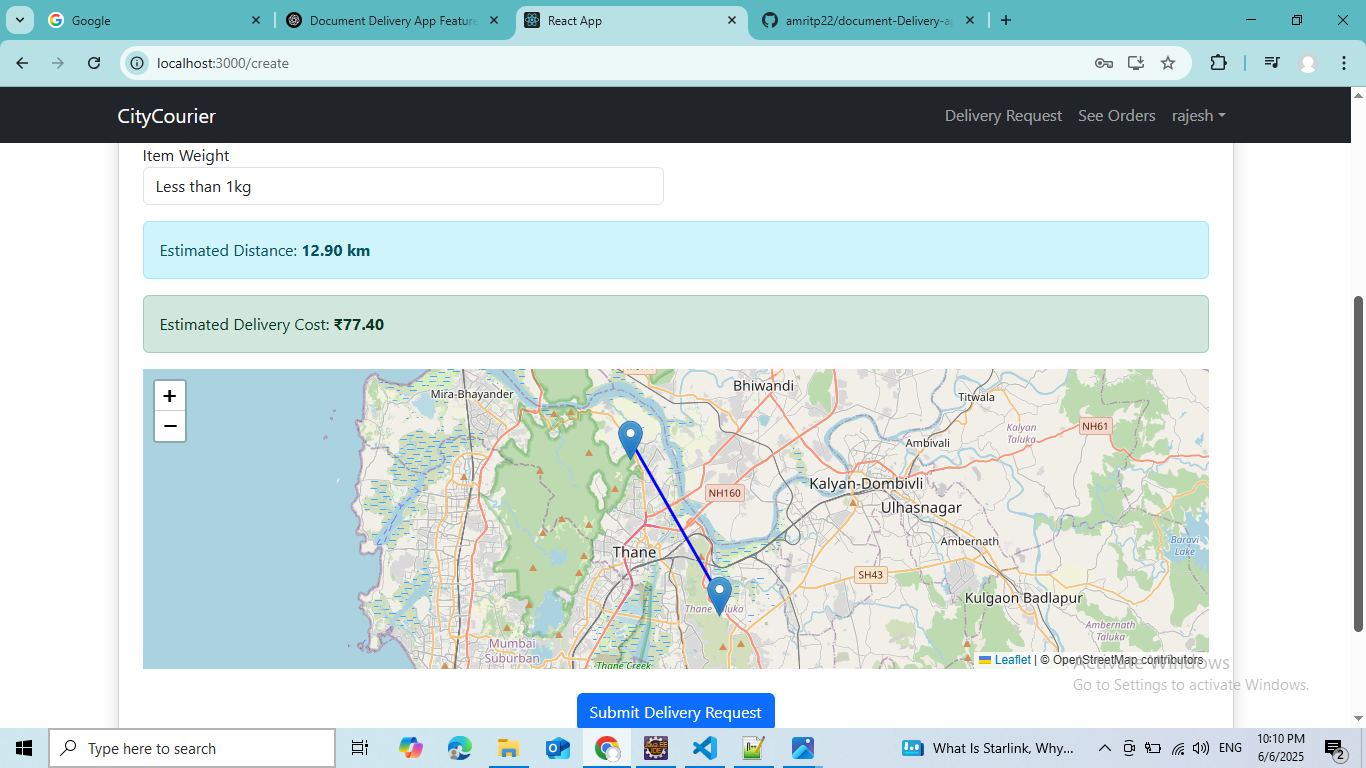 Google
Document Delivery App Feature
React App
amritp22/document-Delivery-a
localhost:3000/create
CityCourier
Delivery Request
See Orders
rajesh
Item Weight
Less than 1kg
Estimated Distance: 12.90 km
Estimated Delivery Cost: ₹77.40
+
−
Mira-Bhayander
Bhiwandi
Titwala
Kalyan
Taluka
NH61
Ambivali
NH160
Kalyan-Dombivli
Ulhasnagar
Thane
Ambernath
Baravi
Lake
SH43
Kulgaon Badlapur
Thane Taluka
Ambernath
Taluka
Mumbai
Suburban
Thane Creek
Leaflet | © OpenStreetMap contributors
Activate Windows
Go to Settings to activate Windows.
Submit Delivery Request
Type here to search
What Is Starlink, Why...
ENG
10:10 PM
6/6/2025
2